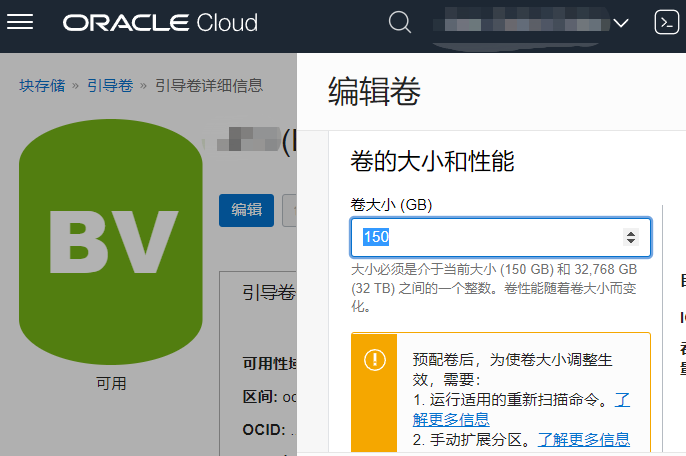 ORACLE Cloud
块存储 » 引导卷 » 引导卷详细信息
BV
可用
编辑
引导卷
可用性域
区间:
OCID: ..
编辑卷
卷的大小和性能
卷大小 (GB)
150
大小必须是介于当前大小 (150 GB) 和 32,768 GB
(32 TB) 之间的一个整数。卷性能随着卷大小而变
化。
预配卷后，为使卷大小调整生
效，需要：
1. 运行适用的重新扫描命令。了
解更多信息
2. 手动扩展分区。了解更多信息